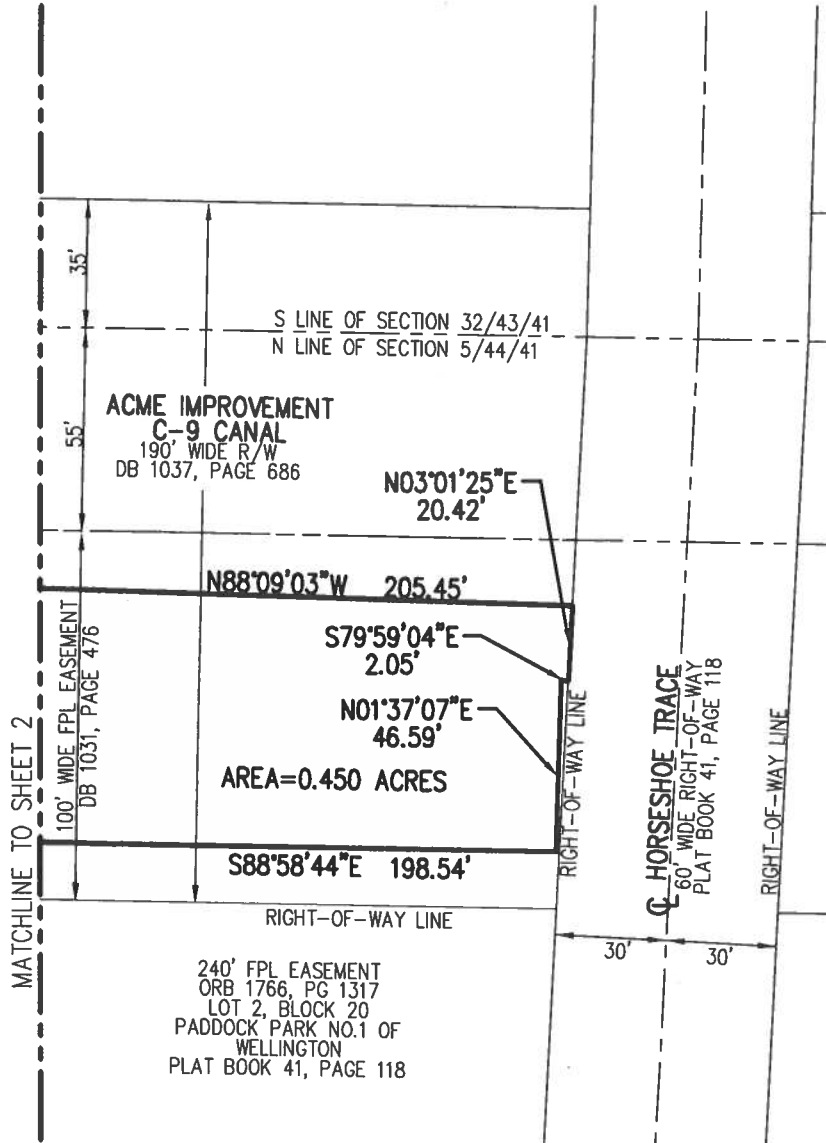 35'
S LINE OF SECTION 32/43/41
N LINE OF SECTION 5/44/41
55'
ACME IMPROVEMENT
C-9 CANAL
190' WIDE R/W
DB 1037, PAGE 686
N03°01'25"E
20.42'
N88°09'03"W 205.45'
S79°59'04"E
2.05'
N01°37'07"E
46.59'
AREA=0.450 ACRES
S88°58'44"E 198.54'
100' WIDE FPL EASEMENT
DB 1031, PAGE 476
MATCHLINE TO SHEET 2
RIGHT-OF-WAY LINE
RIGHT-OF-WAY LINE
℄ HORSESHOE TRACE
60' WIDE RIGHT-OF-WAY
PLAT BOOK 41, PAGE 118
RIGHT-OF-WAY LINE
30'
30'
240' FPL EASEMENT
ORB 1766, PG 1317
LOT 2, BLOCK 20
PADDOCK PARK NO.1 OF
WELLINGTON
PLAT BOOK 41, PAGE 118